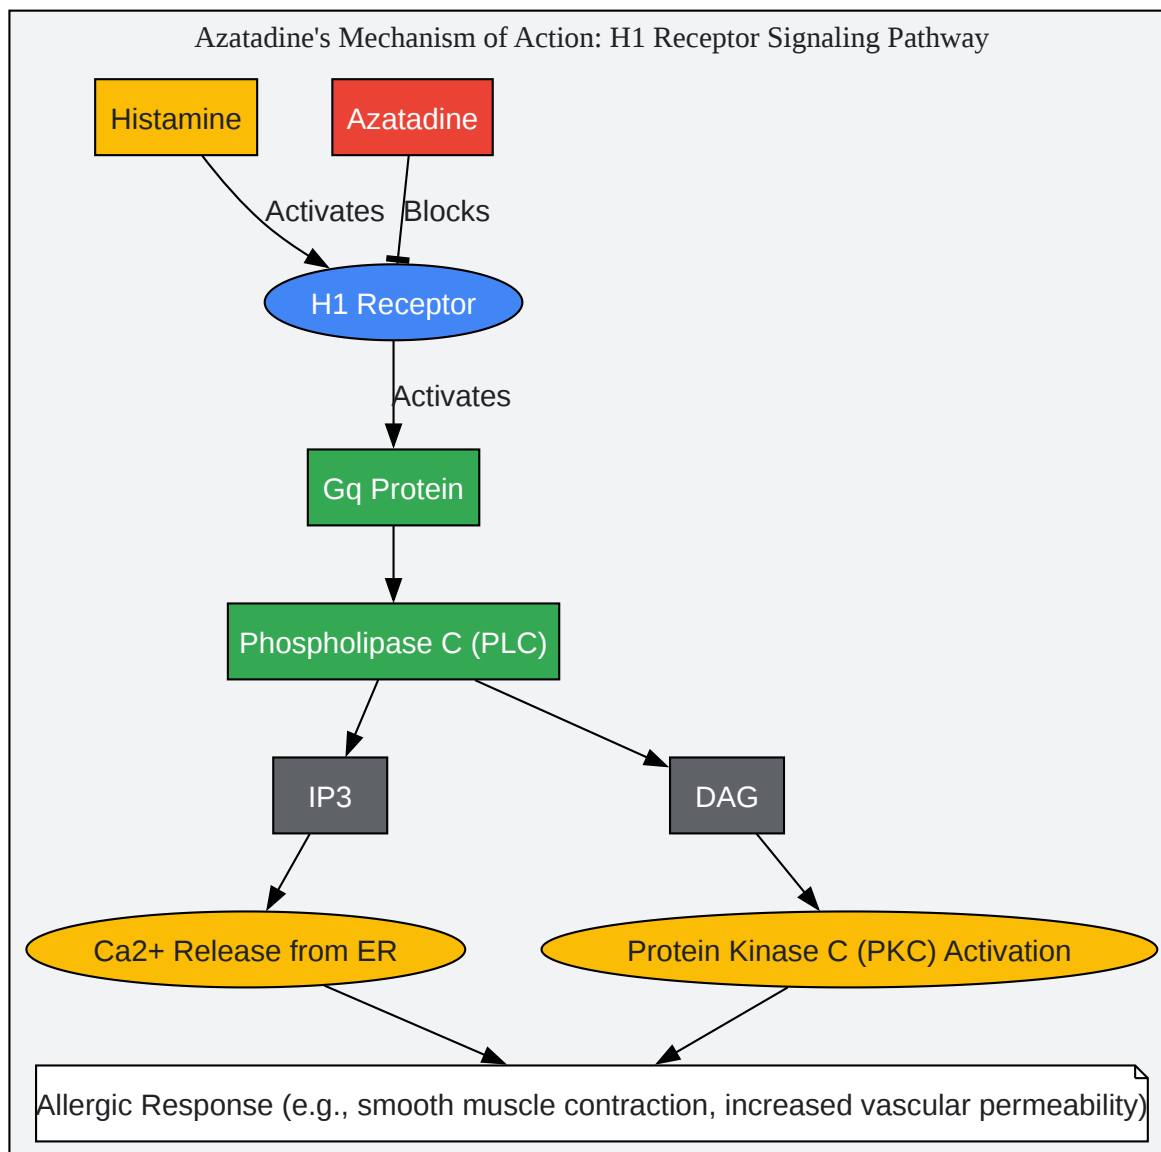 Azatadine's Mechanism of Action: H1 Receptor Signaling Pathway
Histamine
Azatadine
Activates
Blocks
H1 Receptor
Activates
Gq Protein
Phospholipase C (PLC)
IP3
DAG
Ca2+ Release from ER
Protein Kinase C (PKC) Activation
Allergic Response (e.g., smooth muscle contraction, increased vascular permeability)